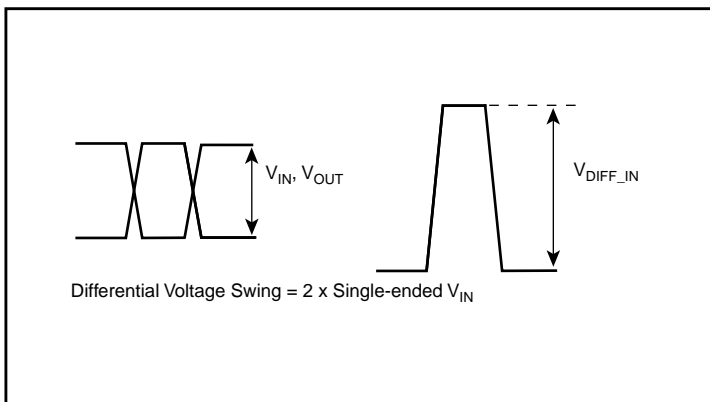 V_IN, V_OUT
V_DIFF_IN
Differential Voltage Swing = 2 x Single-ended V_IN